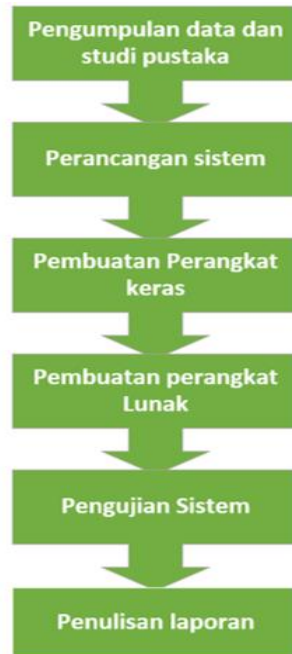 Pengumpulan data dan
studi pustaka
Perancangan sistem
Pembuatan Perangkat
keras
Pembuatan perangkat
Lunak
Pengujian Sistem
Penulisan laporan